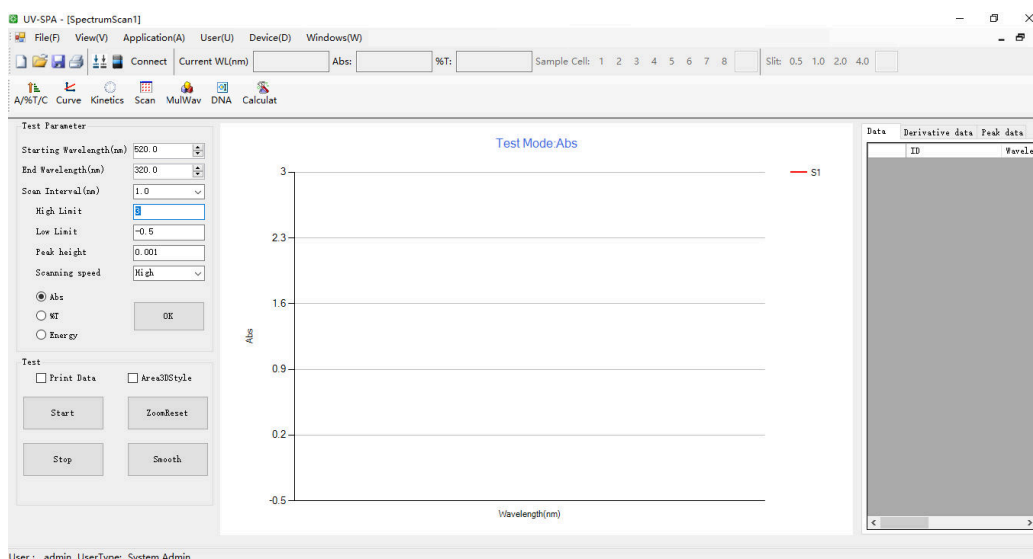 UV-SPA - [SpectrumScan1]
File(F) View(V) Application(A) User(U) Device(D) Windows(W)
Connect Current WL(nm) Abs: %T: Sample Cell: 1 2 3 4 5 6 7 8 Slit: 0.5 1.0 2.0 4.0
A/%T/C Curve Kinetics Scan MulWav DNA Calculat
Test Parameter
Starting Wavelength(nm) 520.0
End Wavelength(nm) 320.0
Scan Interval(nm) 1.0
High Limit 3
Low Limit -0.5
Peak height 0.001
Scanning speed High
Abs
%T
Energy
OK
Test
Print Data Area3DStyle
Start ZoomReset
Stop Smooth
Test Mode:Abs
S1
3
2.3
1.6
0.9
0.2
-0.5
Abs
Wavelength(nm)
Data Derivative data Peak data
ID Wavele
User : admin UserType: System Admin